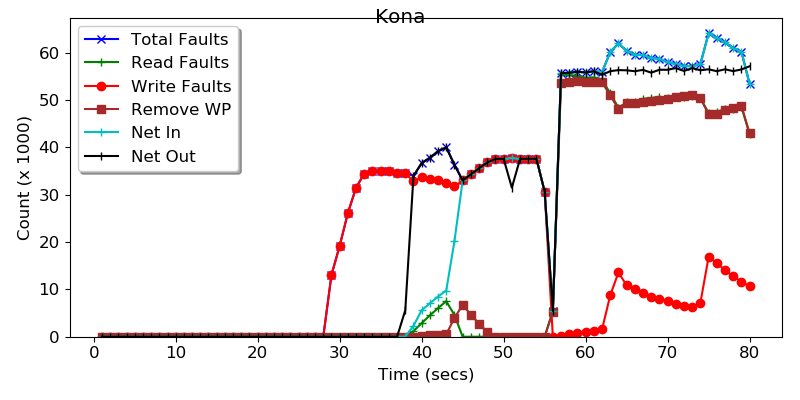 Kona
Total Faults
Read Faults
Write Faults
Remove WP
Net In
Net Out
Count (x 1000)
60
50
40
30
20
10
0
0 10 20 30 40 50 60 70 80
Time (secs)